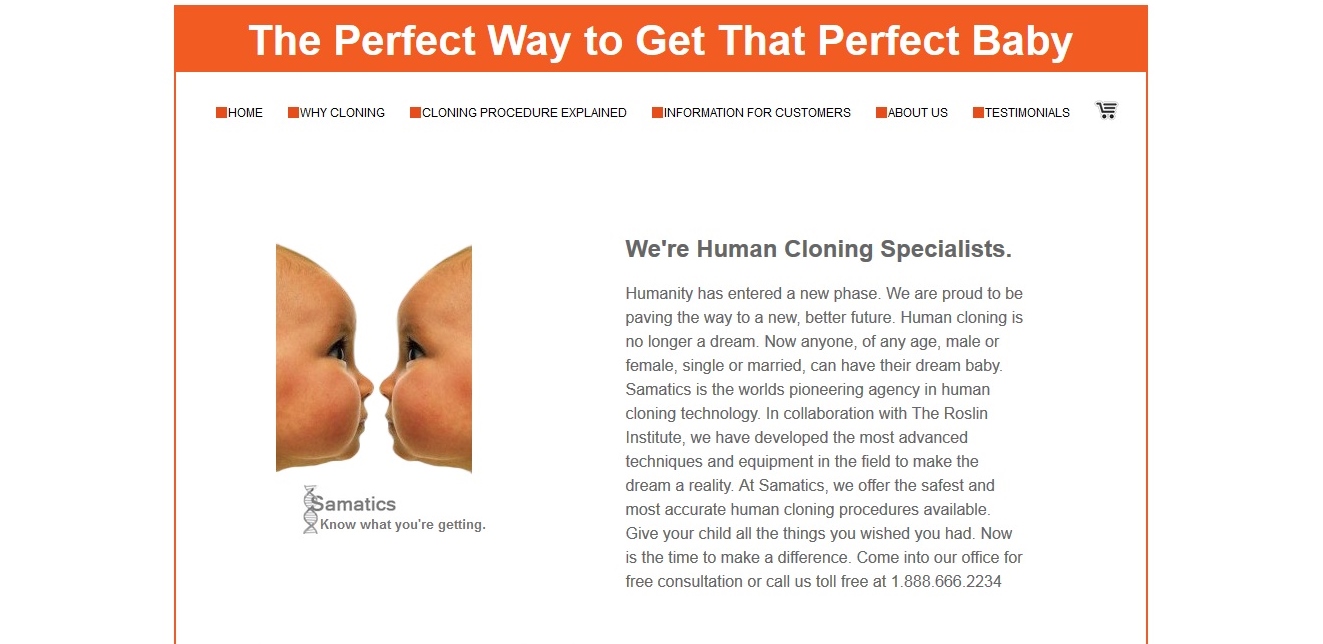 The Perfect Way to Get That Perfect Baby
HOME WHY CLONING CLONING PROCEDURE EXPLAINED INFORMATION FOR CUSTOMERS ABOUT US TESTIMONIALS
We're Human Cloning Specialists.
Humanity has entered a new phase. We are proud to be
paving the way to a new, better future. Human cloning is
no longer a dream. Now anyone, of any age, male or
female, single or married, can have their dream baby.
Samatics is the worlds pioneering agency in human
cloning technology. In collaboration with The Roslin
Institute, we have developed the most advanced
techniques and equipment in the field to make the
dream a reality. At Samatics, we offer the safest and
most accurate human cloning procedures available.
Give your child all the things you wished you had. Now
is the time to make a difference. Come into our office for
free consultation or call us toll free at 1.888.666.2234
Samatics
Know what you're getting.